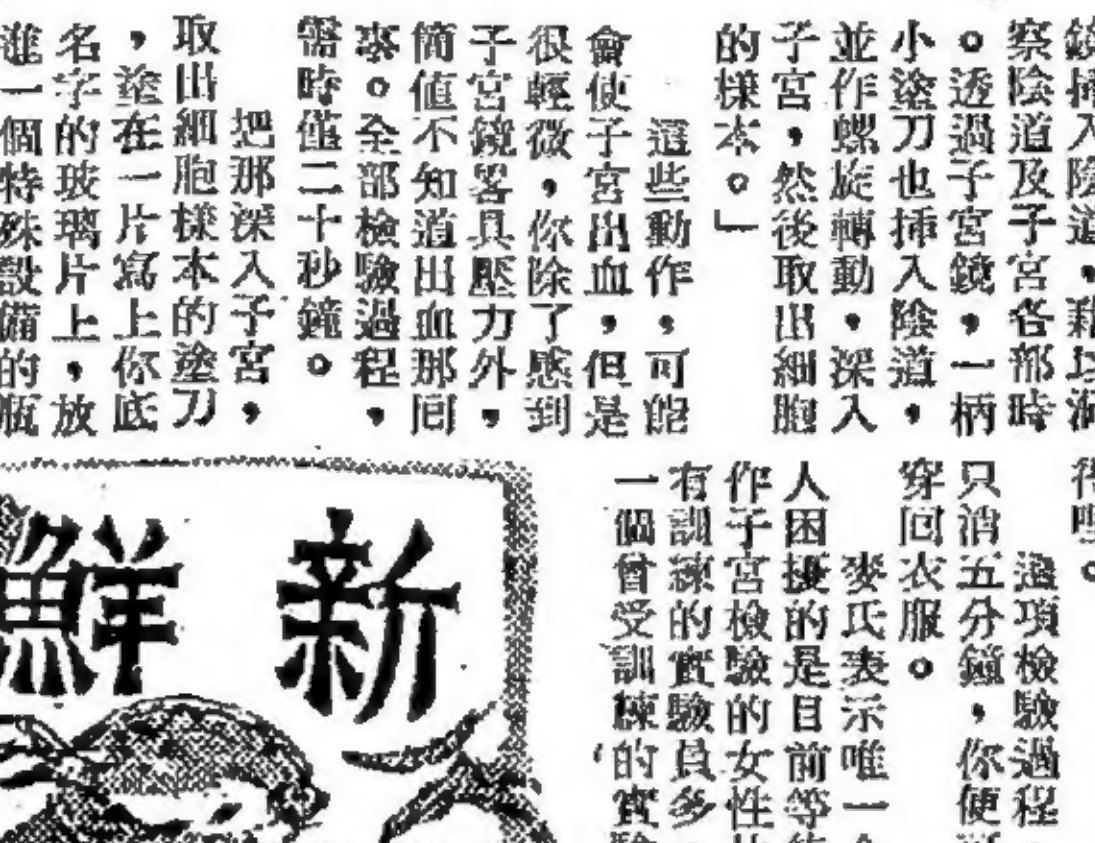 鏡插入陰道，藉以
察陰道及子宮各部時
。透過子宮鏡，一柄
小塗刀也插入陰道，
並作螺旋轉動，深入
子宮，然後取出細胞
的樣本。」
這些動作，可能
會使子宮出血，但是
很輕微，你除了感到
子宮鏡畧具壓力外，
簡值不知道出血那囘
事。全部檢驗過程，
需時僅二十秒鐘。
把那深入子宮，
取出細胞樣本的塗刀
，塗在一片寫上你底
名字的玻璃片上，放
進一個特殊設備的瓶
這項檢驗過程
只消五分鐘，你便
穿囘衣服。
麥氏表示唯一
人困擾的是目前等
作子宮檢驗的女性
有訓練的實驗員多
一個曾受訓練的實
新鮮